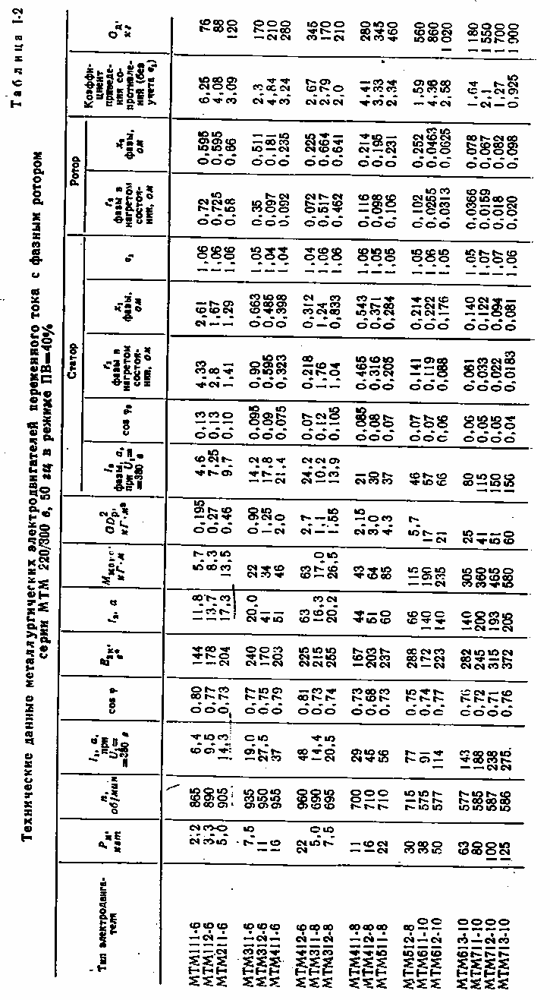 Таблица 1-2
Технические данные металлургических электродвигателей переменного тока с фазным ротором
серии МТМ 220/300 в, 50 гц в режиме ПВ=40%
Тип электродвигателя | Pн, квт | n, об/мин | I1, а, при U1= =380 в | cos φ | E2к, в | I2, а | Mмакс, кГ·м | GD²р, кГ·м² | Статор: I0 фазы, а, при U1= =380 в | cos φ0 | r1 фазы в нагретом состоянии, ом | x1 фазы, ом | σ1 | Ротор: r2 фазы в нагретом состоянии, ом | x2 фазы, ом | Коэффициент приведения сопротивлений (без учета σ1) | Qд, кг
МТМ111-6 2,2 865 6,4 0,80 144 11,8 5,7 0,195 4,6 0,13 4,33 2,61 1,06 0,72 0,595 6,25 76
МТМ112-6 3,3 890 9,5 0,77 178 13,7 8,3 0,27 7,25 0,13 2,8 1,67 1,06 0,725 0,595 4,08 88
МТМ211-6 5,0 905 14,3 0,73 204 17,3 13,5 0,46 9,7 0,10 1,41 1,29 1,06 0,58 0,66 3,09 120
МТМ311-6 7,5 935 19,0 0,77 240 20,0 22 0,90 14,2 0,095 0,90 0,663 1,05 0,35 0,511 2,3 170
МТМ312-6 11 950 27,5 0,75 170 41 34 1,25 17,8 0,09 0,595 0,485 1,04 0,097 0,181 4,84 210
МТМ411-6 16 955 37 0,79 203 51 46 2,0 21,4 0,075 0,323 0,398 1,04 0,092 0,235 3,24 280
МТМ412-6 22 960 48 0,81 225 63 63 2,7 24,2 0,07 0,218 0,312 1,04 0,072 0,225 2,67 345
МТМ311-8 5,0 690 14,4 0,73 215 16,3 17,0 1,1 10,2 0,12 1,76 1,24 1,06 0,517 0,664 2,79 170
МТМ312-8 7,5 695 20,5 0,74 255 20,2 26,5 1,55 13,9 0,105 1,04 0,833 1,06 0,462 0,641 2,0 210
МТМ411-8 11 700 29 0,73 167 44 43 2,15 21 0,085 0,465 0,543 1,06 0,116 0,214 4,41 280
МТМ412-8 16 710 45 0,68 203 51 64 3,0 30 0,08 0,316 0,371 1,05 0,098 0,195 3,33 345
МТМ511-8 22 710 56 0,73 237 60 85 4,3 37 0,07 0,205 0,284 1,05 0,106 0,231 2,34 460
МТМ512-8 30 715 77 0,75 288 66 115 5,7 46 0,07 0,141 0,214 1,05 0,102 0,252 1,59 560
МТМ611-10 38 575 91 0,74 172 140 190 17 57 0,07 0,119 0,222 1,06 0,0255 0,0463 4,36 860
МТМ612-10 50 577 114 0,77 223 140 235 21 66 0,06 0,088 0,176 1,05 0,0313 0,0625 2,58 1 020
МТМ613-10 63 577 143 0,76 282 140 305 25 80 0,06 0,061 0,140 1,05 0,0366 0,078 1,64 1 180
МТМ711-10 80 585 188 0,72 245 200 360 41 115 0,05 0,033 0,122 1,07 0,0159 0,067 2,1 1 550
МТМ712-10 100 587 238 0,71 315 193 465 51 150 0,05 0,022 0,094 1,07 0,018 0,082 1,27 1 700
МТМ713-10 125 586 275 0,76 372 205 580 60 156 0,04 0,0183 0,081 1,06 0,020 0,098 0,925 1 900